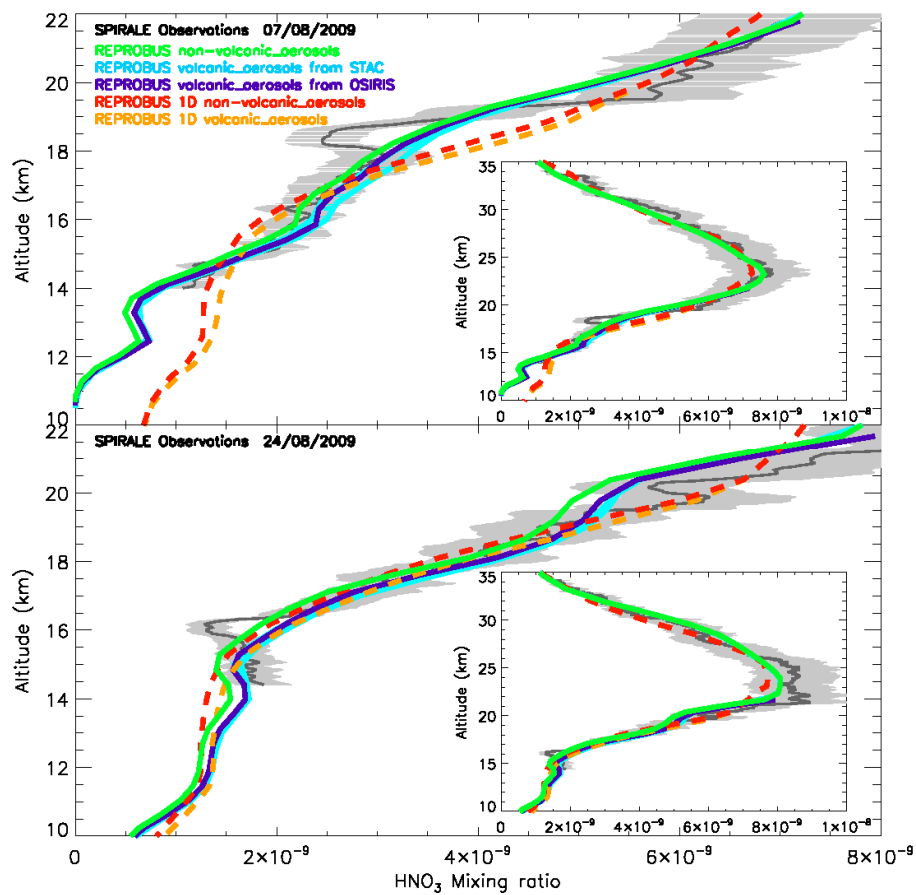 22
SPIRALE Observations 07/08/2009
REPROBUS non-volcanic_aerosols
REPROBUS volcanic_aerosols from STAC
REPROBUS volcanic_aerosols from OSIRIS
REPROBUS 1D non-volcanic_aerosols
REPROBUS 1D volcanic_aerosols
20
18
16
14
12
10
Altitude (km)
35
30
25
20
15
10
Altitude (km)
0 2×10⁻⁹ 4×10⁻⁹ 6×10⁻⁹ 8×10⁻⁹ 1×10⁻⁸
22
SPIRALE Observations 24/08/2009
20
18
16
14
12
10
Altitude (km)
35
30
25
20
15
10
Altitude (km)
0 2×10⁻⁹ 4×10⁻⁹ 6×10⁻⁹ 8×10⁻⁹ 1×10⁻⁸
0 2×10⁻⁹ 4×10⁻⁹ 6×10⁻⁹ 8×10⁻⁹
HNO₃ Mixing ratio